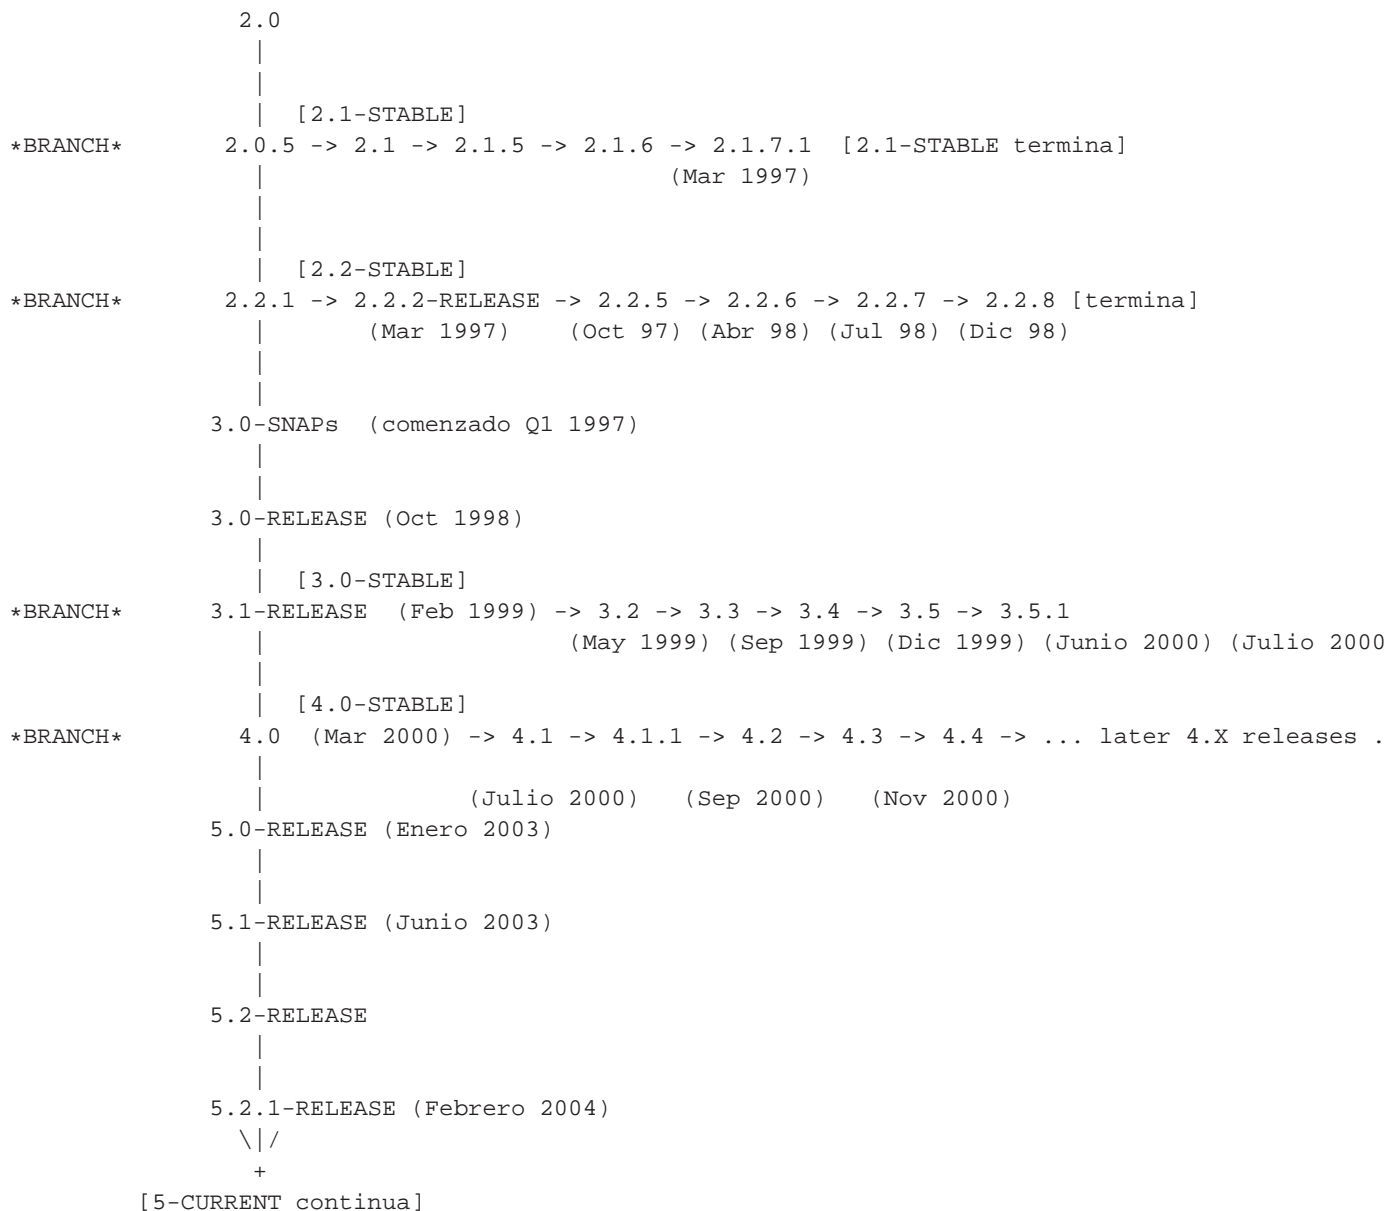 2.0
|
|
| [2.1-STABLE]
*BRANCH* 2.0.5 -> 2.1 -> 2.1.5 -> 2.1.6 -> 2.1.7.1 [2.1-STABLE termina]
| (Mar 1997)
|
|
| [2.2-STABLE]
*BRANCH* 2.2.1 -> 2.2.2-RELEASE -> 2.2.5 -> 2.2.6 -> 2.2.7 -> 2.2.8 [termina]
| (Mar 1997) (Oct 97) (Abr 98) (Jul 98) (Dic 98)
|
|
3.0-SNAPs (comenzado Q1 1997)
|
|
3.0-RELEASE (Oct 1998)
|
| [3.0-STABLE]
*BRANCH* 3.1-RELEASE (Feb 1999) -> 3.2 -> 3.3 -> 3.4 -> 3.5 -> 3.5.1
| (May 1999) (Sep 1999) (Dic 1999) (Junio 2000) (Julio 2000
|
| [4.0-STABLE]
*BRANCH* 4.0 (Mar 2000) -> 4.1 -> 4.1.1 -> 4.2 -> 4.3 -> 4.4 -> ... later 4.X releases .
|
| (Julio 2000) (Sep 2000) (Nov 2000)
5.0-RELEASE (Enero 2003)
|
|
5.1-RELEASE (Junio 2003)
|
|
5.2-RELEASE
|
|
5.2.1-RELEASE (Febrero 2004)
\|/
+
[5-CURRENT continua]